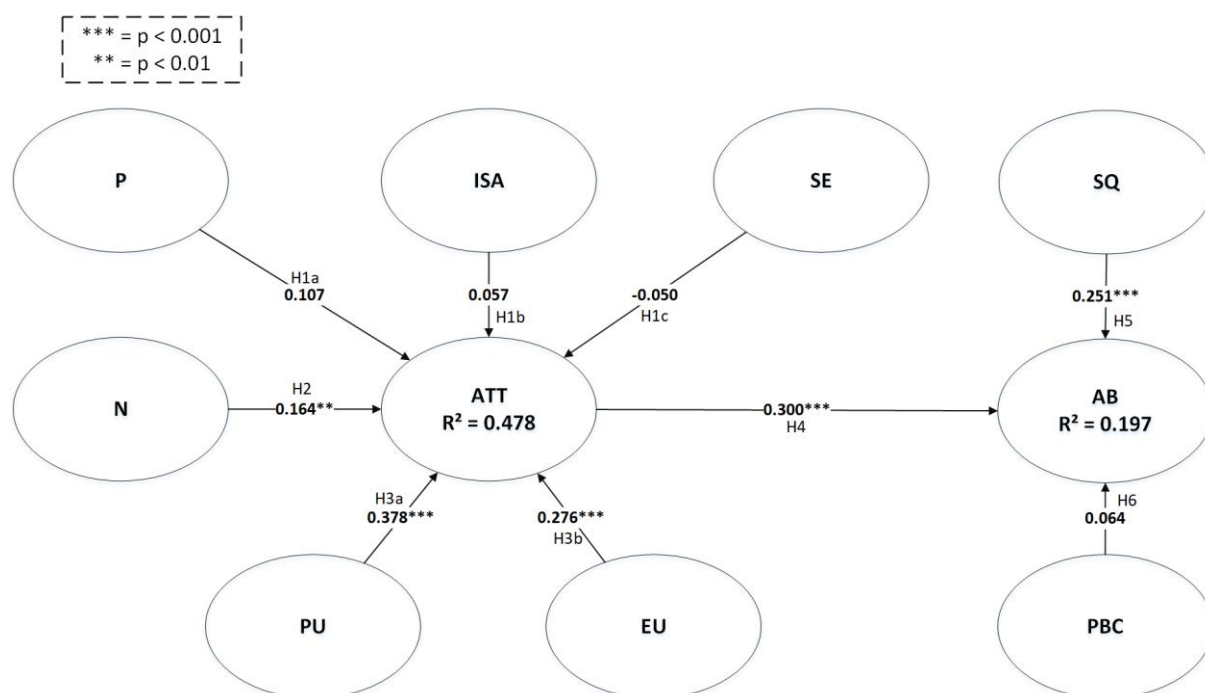 *** = p < 0.001
** = p < 0.01
P
ISA
SE
SQ
H1a
0.107
0.057
H1b
-0.050
H1c
0.251***
H5
N
H2
0.164**
ATT
R² = 0.478
0.300***
H4
AB
R² = 0.197
H3a
0.378***
0.276***
H3b
H6
0.064
PU
EU
PBC